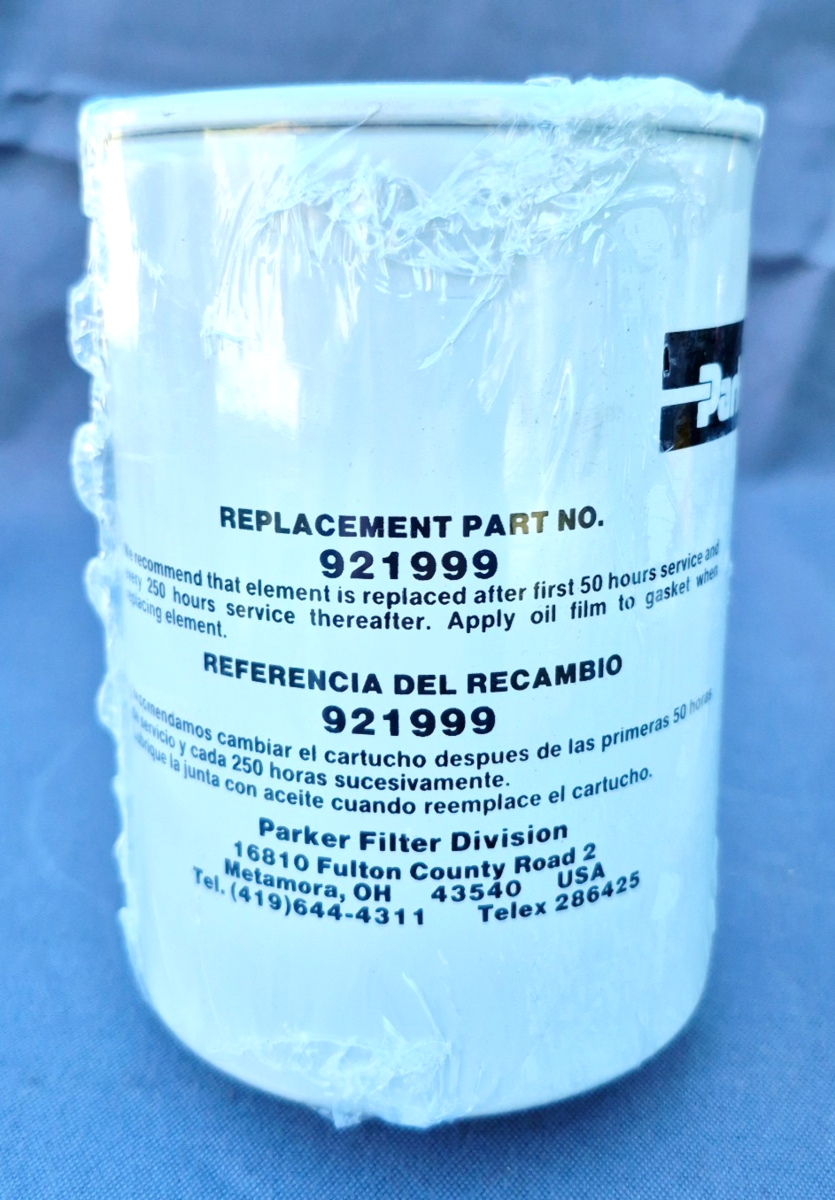 Par
REPLACEMENT PART NO.
921999
recommend that element is replaced after first 50 hours service and
250 hours service thereafter. Apply oil film to gasket when
element.
REFERENCIA DEL RECAMBIO
921999
cambiar el cartucho despues de las primeras 50 horas
servicio y cada 250 horas sucesivamente.
la junta con aceite cuando reemplace el cartucho.
Parker Filter Division
16810 Fulton County Road 2
Metamora, OH 43540 USA
Tel. (419)644-4311 Telex 286425